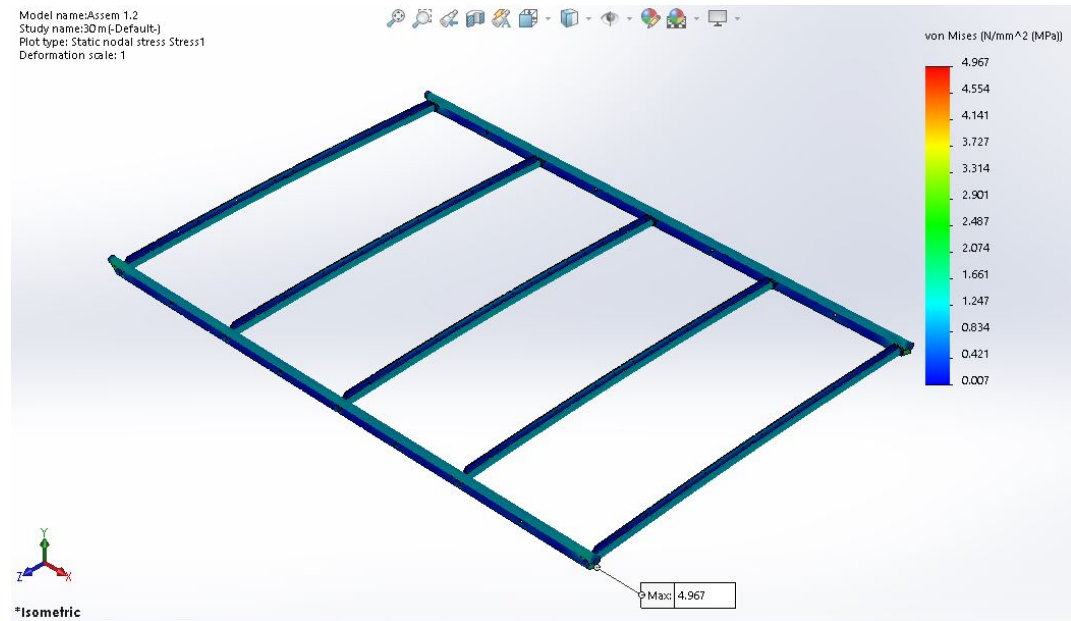 Model name:Assem 1.2
Study name:30 m(-Default-)
Plot type: Static nodal stress Stress1
Deformation scale: 1
von Mises (N/mm^2 (MPa))
4.967
4.554
4.141
3.727
3.314
2.901
2.487
2.074
1.661
1.247
0.834
0.421
0.007
Y
Z
X
Max: 4.967
*Isometric